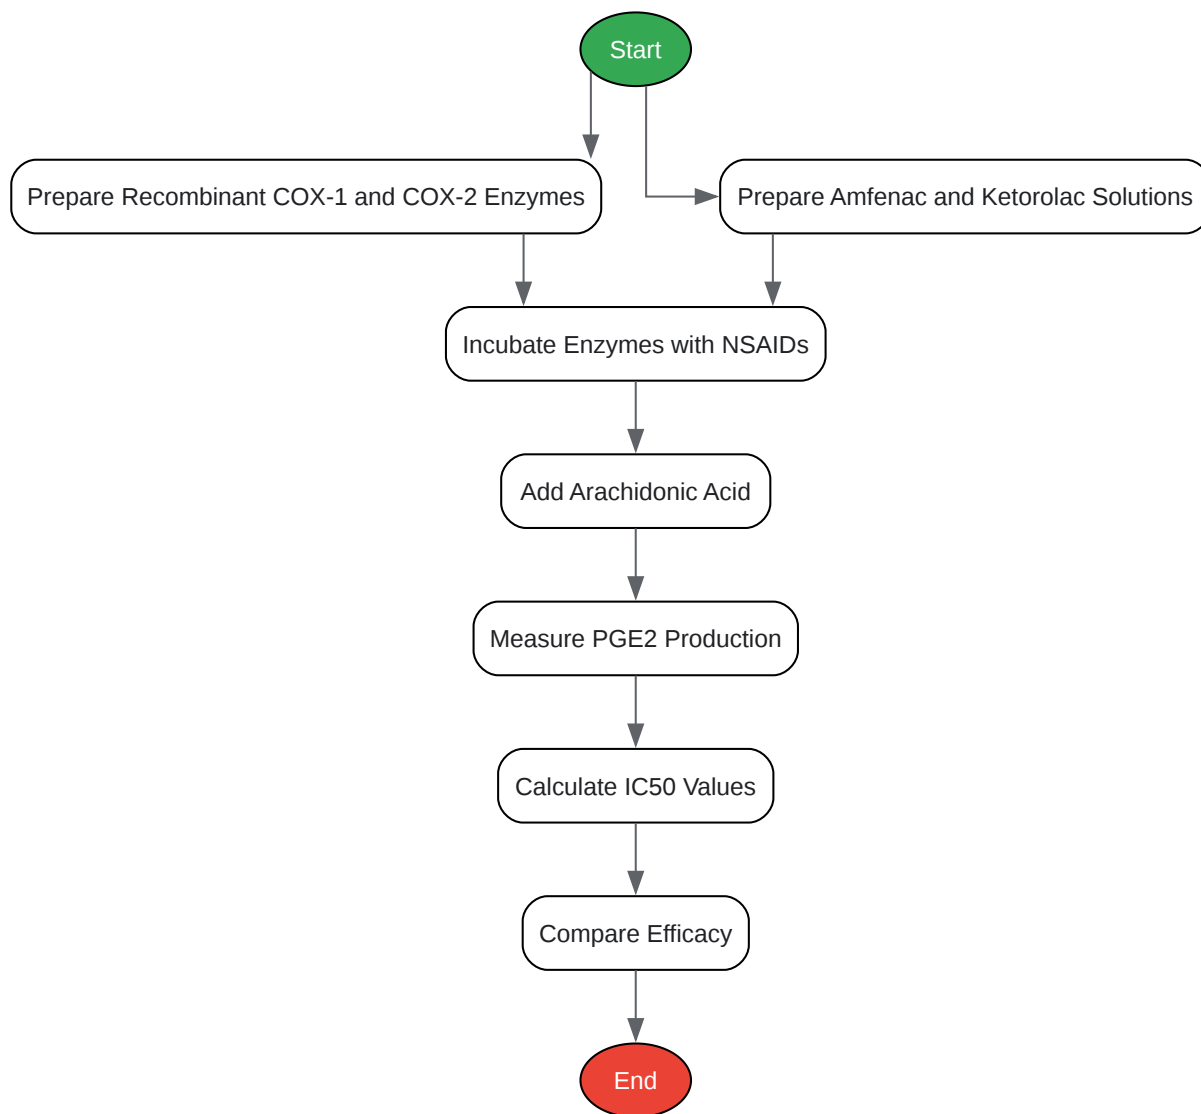 Start
Prepare Recombinant COX-1 and COX-2 Enzymes
Prepare Amfenac and Ketorolac Solutions
Incubate Enzymes with NSAIDs
Add Arachidonic Acid
Measure PGE2 Production
Calculate IC50 Values
Compare Efficacy
End